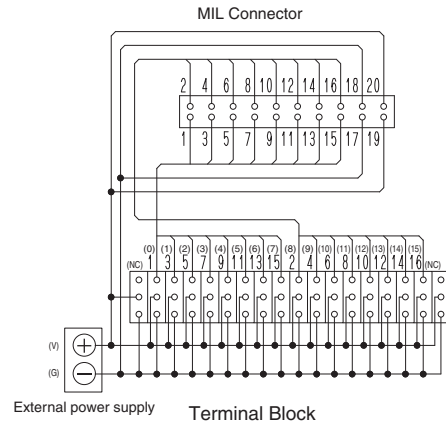 MIL Connector
2 4 6 8 10 12 14 16 18 20
1 3 5 7 9 11 13 15 17 19
(0) (1) (2) (3) (4) (5) (6) (7) (8) (9) (10) (11) (12) (13) (14) (15)
(NC) 1 3 5 7 9 11 13 15 2 4 6 8 10 12 14 16 (NC)
(V)
(G)
External power supply
Terminal Block